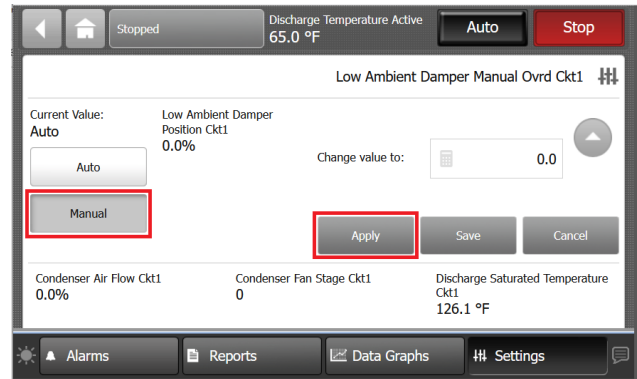 Stopped
Discharge Temperature Active
65.0 °F
Auto
Stop
Low Ambient Damper Manual Ovrd Ckt1
Current Value:
Auto
Low Ambient Damper
Position Ckt1
0.0%
Auto
Manual
Change value to:
0.0
Apply
Save
Cancel
Condenser Air Flow Ckt1
0.0%
Condenser Fan Stage Ckt1
0
Discharge Saturated Temperature
Ckt1
126.1 °F
Alarms
Reports
Data Graphs
Settings